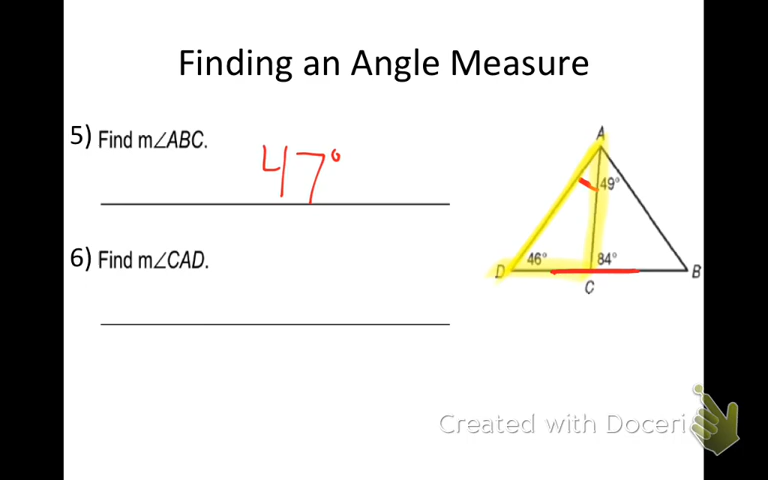 Finding an Angle Measure
5) Find m∠ABC.
47°
6) Find m∠CAD.
A
49°
46°
84°
D
B
C
Created with Doceri